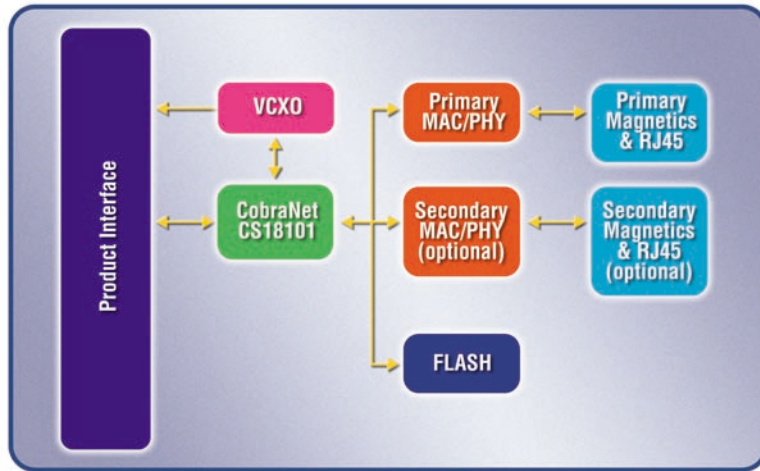 Product Interface
VCXO
CobraNet
CS18101
Primary
MAC/PHY
Secondary
MAC/PHY
(optional)
FLASH
Primary
Magnetics
& RJ45
Secondary
Magnetics
& RJ45
(optional)